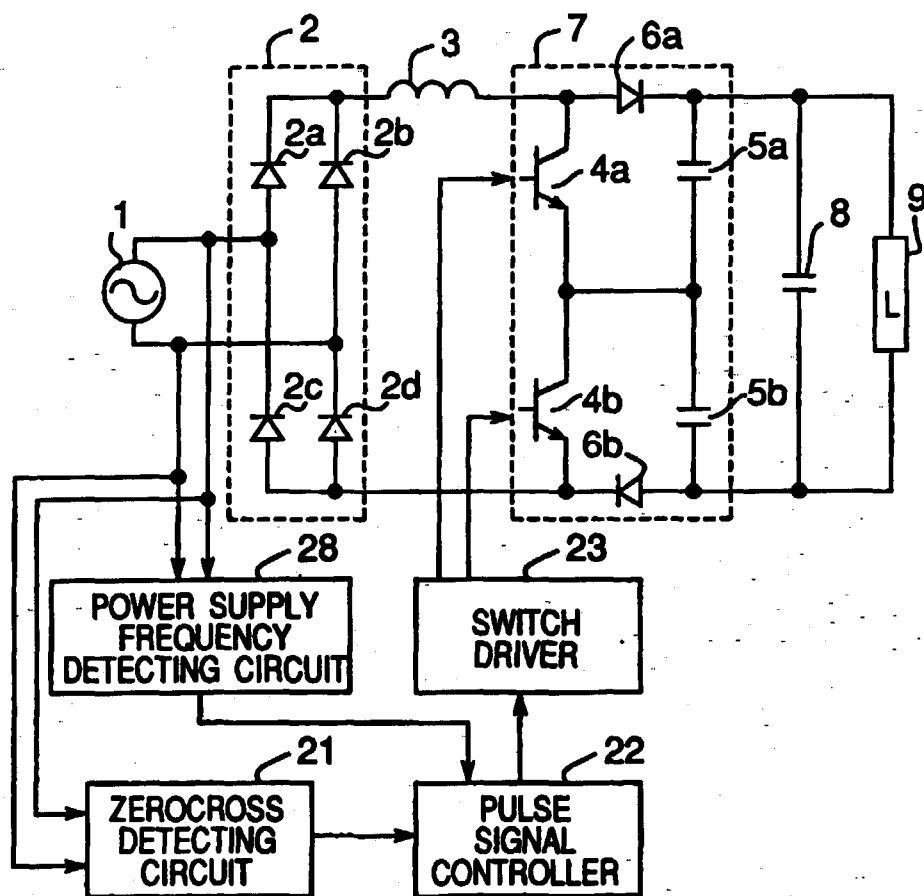 2
3
7
6a
2a
2b
4a
5a
1
8
9
L
2c
2d
4b
5b
6b
28
23
POWER SUPPLY
FREQUENCY
DETECTING CIRCUIT
SWITCH
DRIVER
21
22
ZEROCROSS
DETECTING
CIRCUIT
PULSE
SIGNAL
CONTROLLER